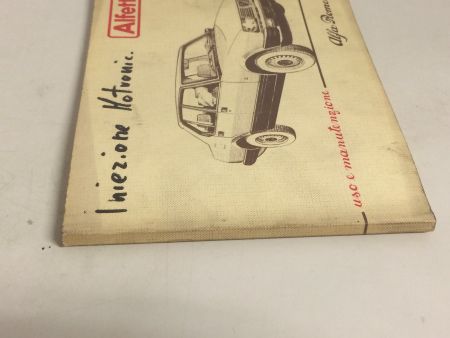 Alfett
Iniezione Motronic.
Alfa Rome
uso e manutenzione